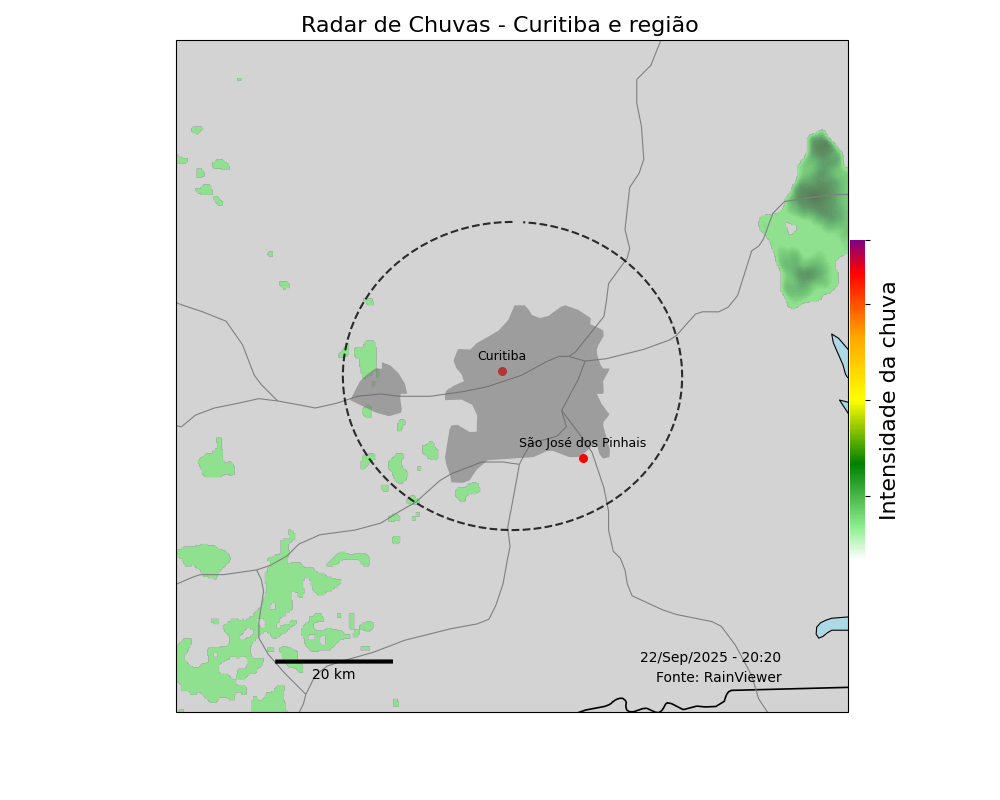 Radar de Chuvas - Curitiba e região
Curitiba
São José dos Pinhais
Intensidade da chuva
22/Sep/2025 - 20:20
Fonte: RainViewer
20 km